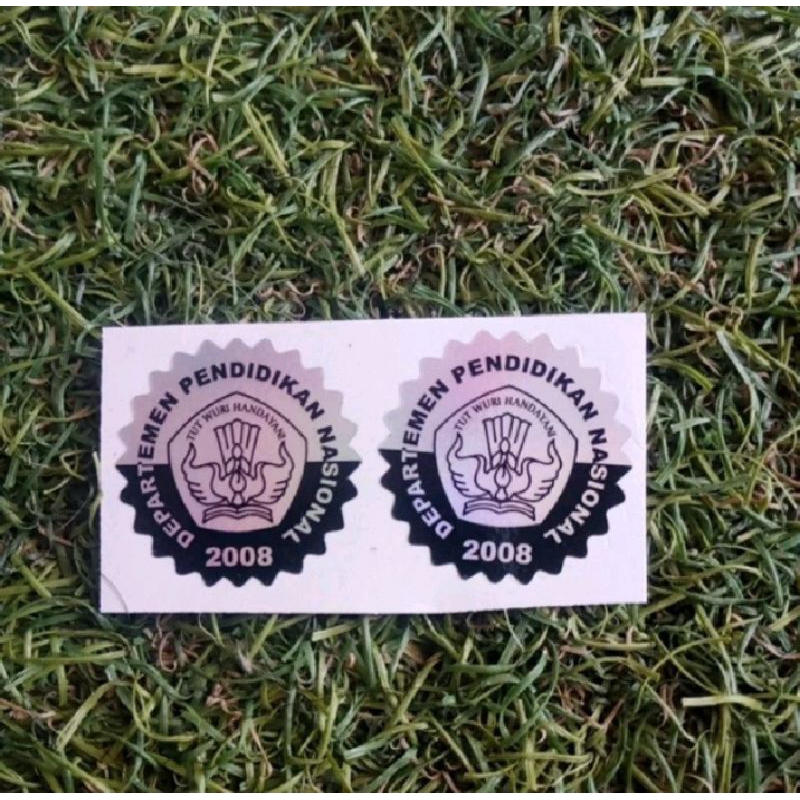 DEPARTEMEN PENDIDIKAN NASIONAL
TUT WURI HANDAYANI
2008
DEPARTEMEN PENDIDIKAN NASIONAL
TUT WURI HANDAYANI
2008